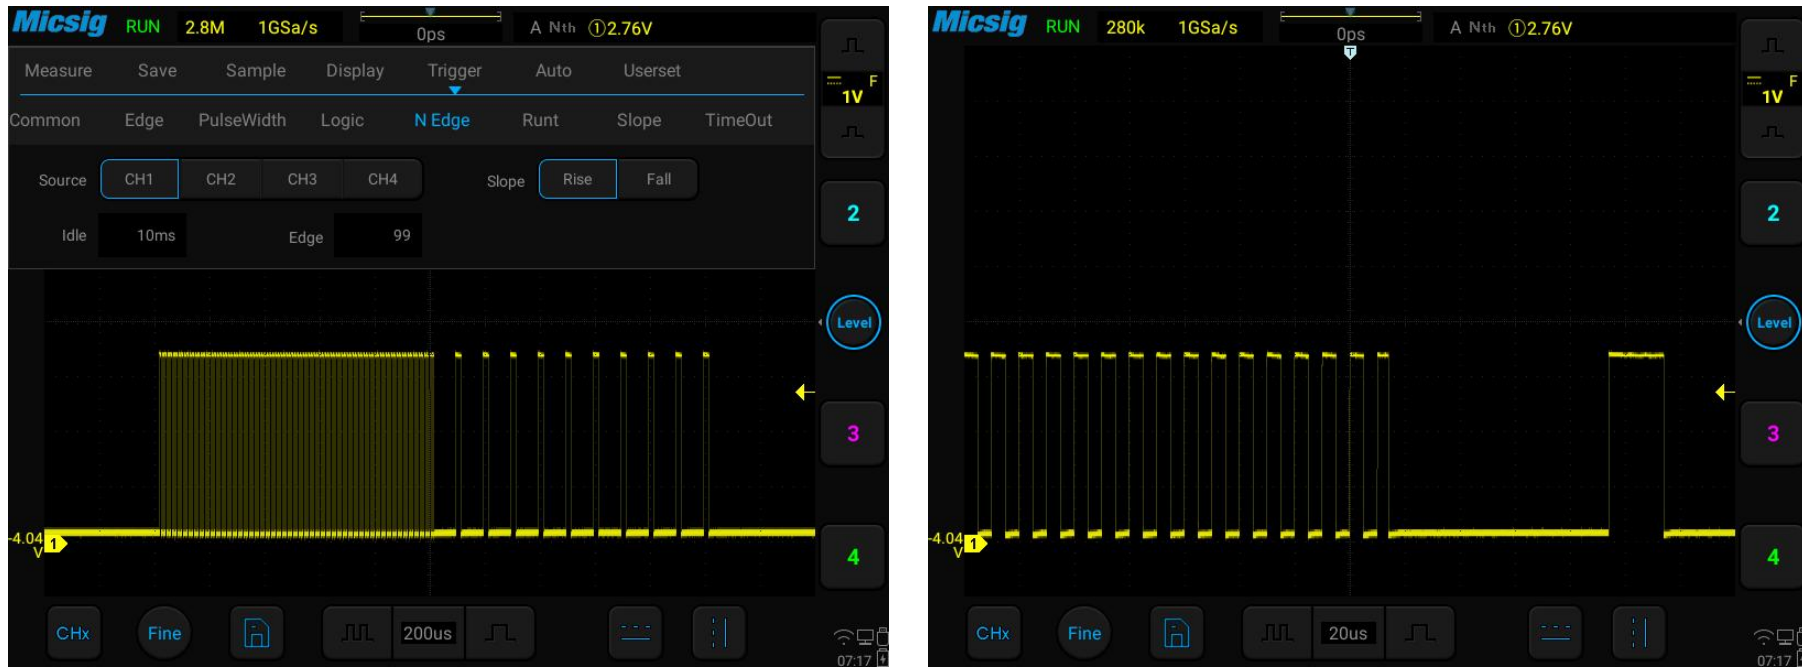 Micsig RUN 2.8M 1GSa/s 0ps A Nth ①2.76V
Measure Save Sample Display Trigger Auto Userset
Common Edge PulseWidth Logic N Edge Runt Slope TimeOut
Source CH1 CH2 CH3 CH4 Slope Rise Fall
Idle 10ms Edge 99
F
1V
2
Level
3
-4.04
V
1
4
CHx Fine 200us
07:17
Micsig RUN 280k 1GSa/s 0ps A Nth ①2.76V
T
F
1V
2
Level
3
-4.04
V
1
4
CHx Fine 20us
07:17